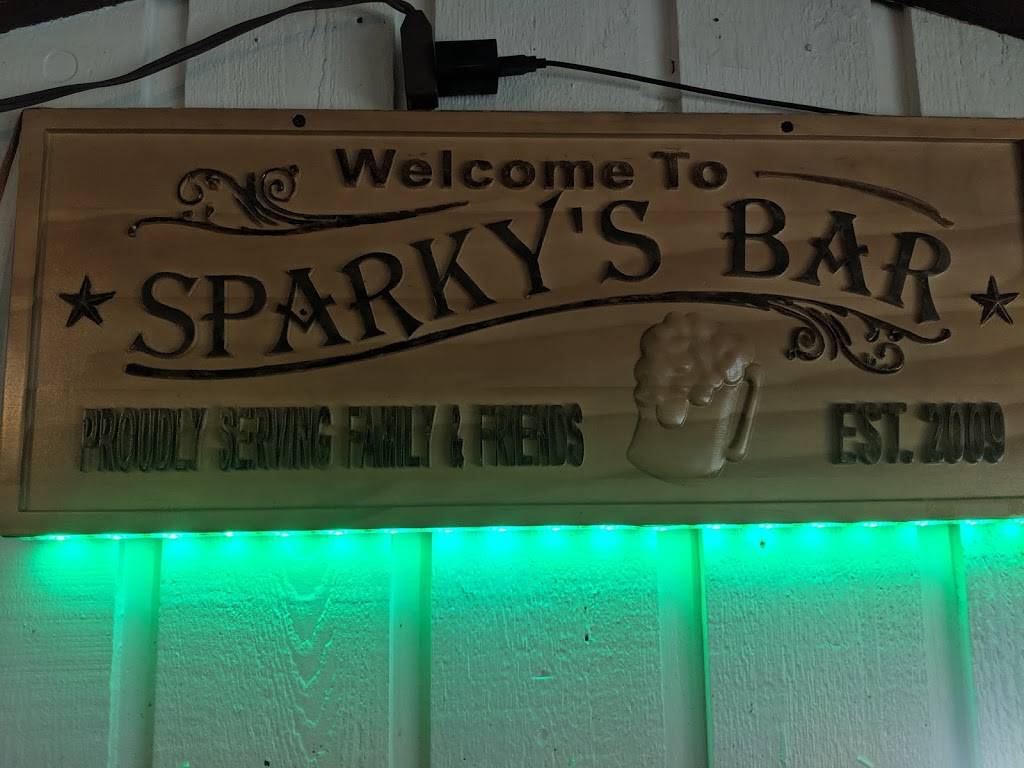 Welcome To
SPARKY'S BAR
PROUDLY SERVING FAMILY & FRIENDS
EST. 2009